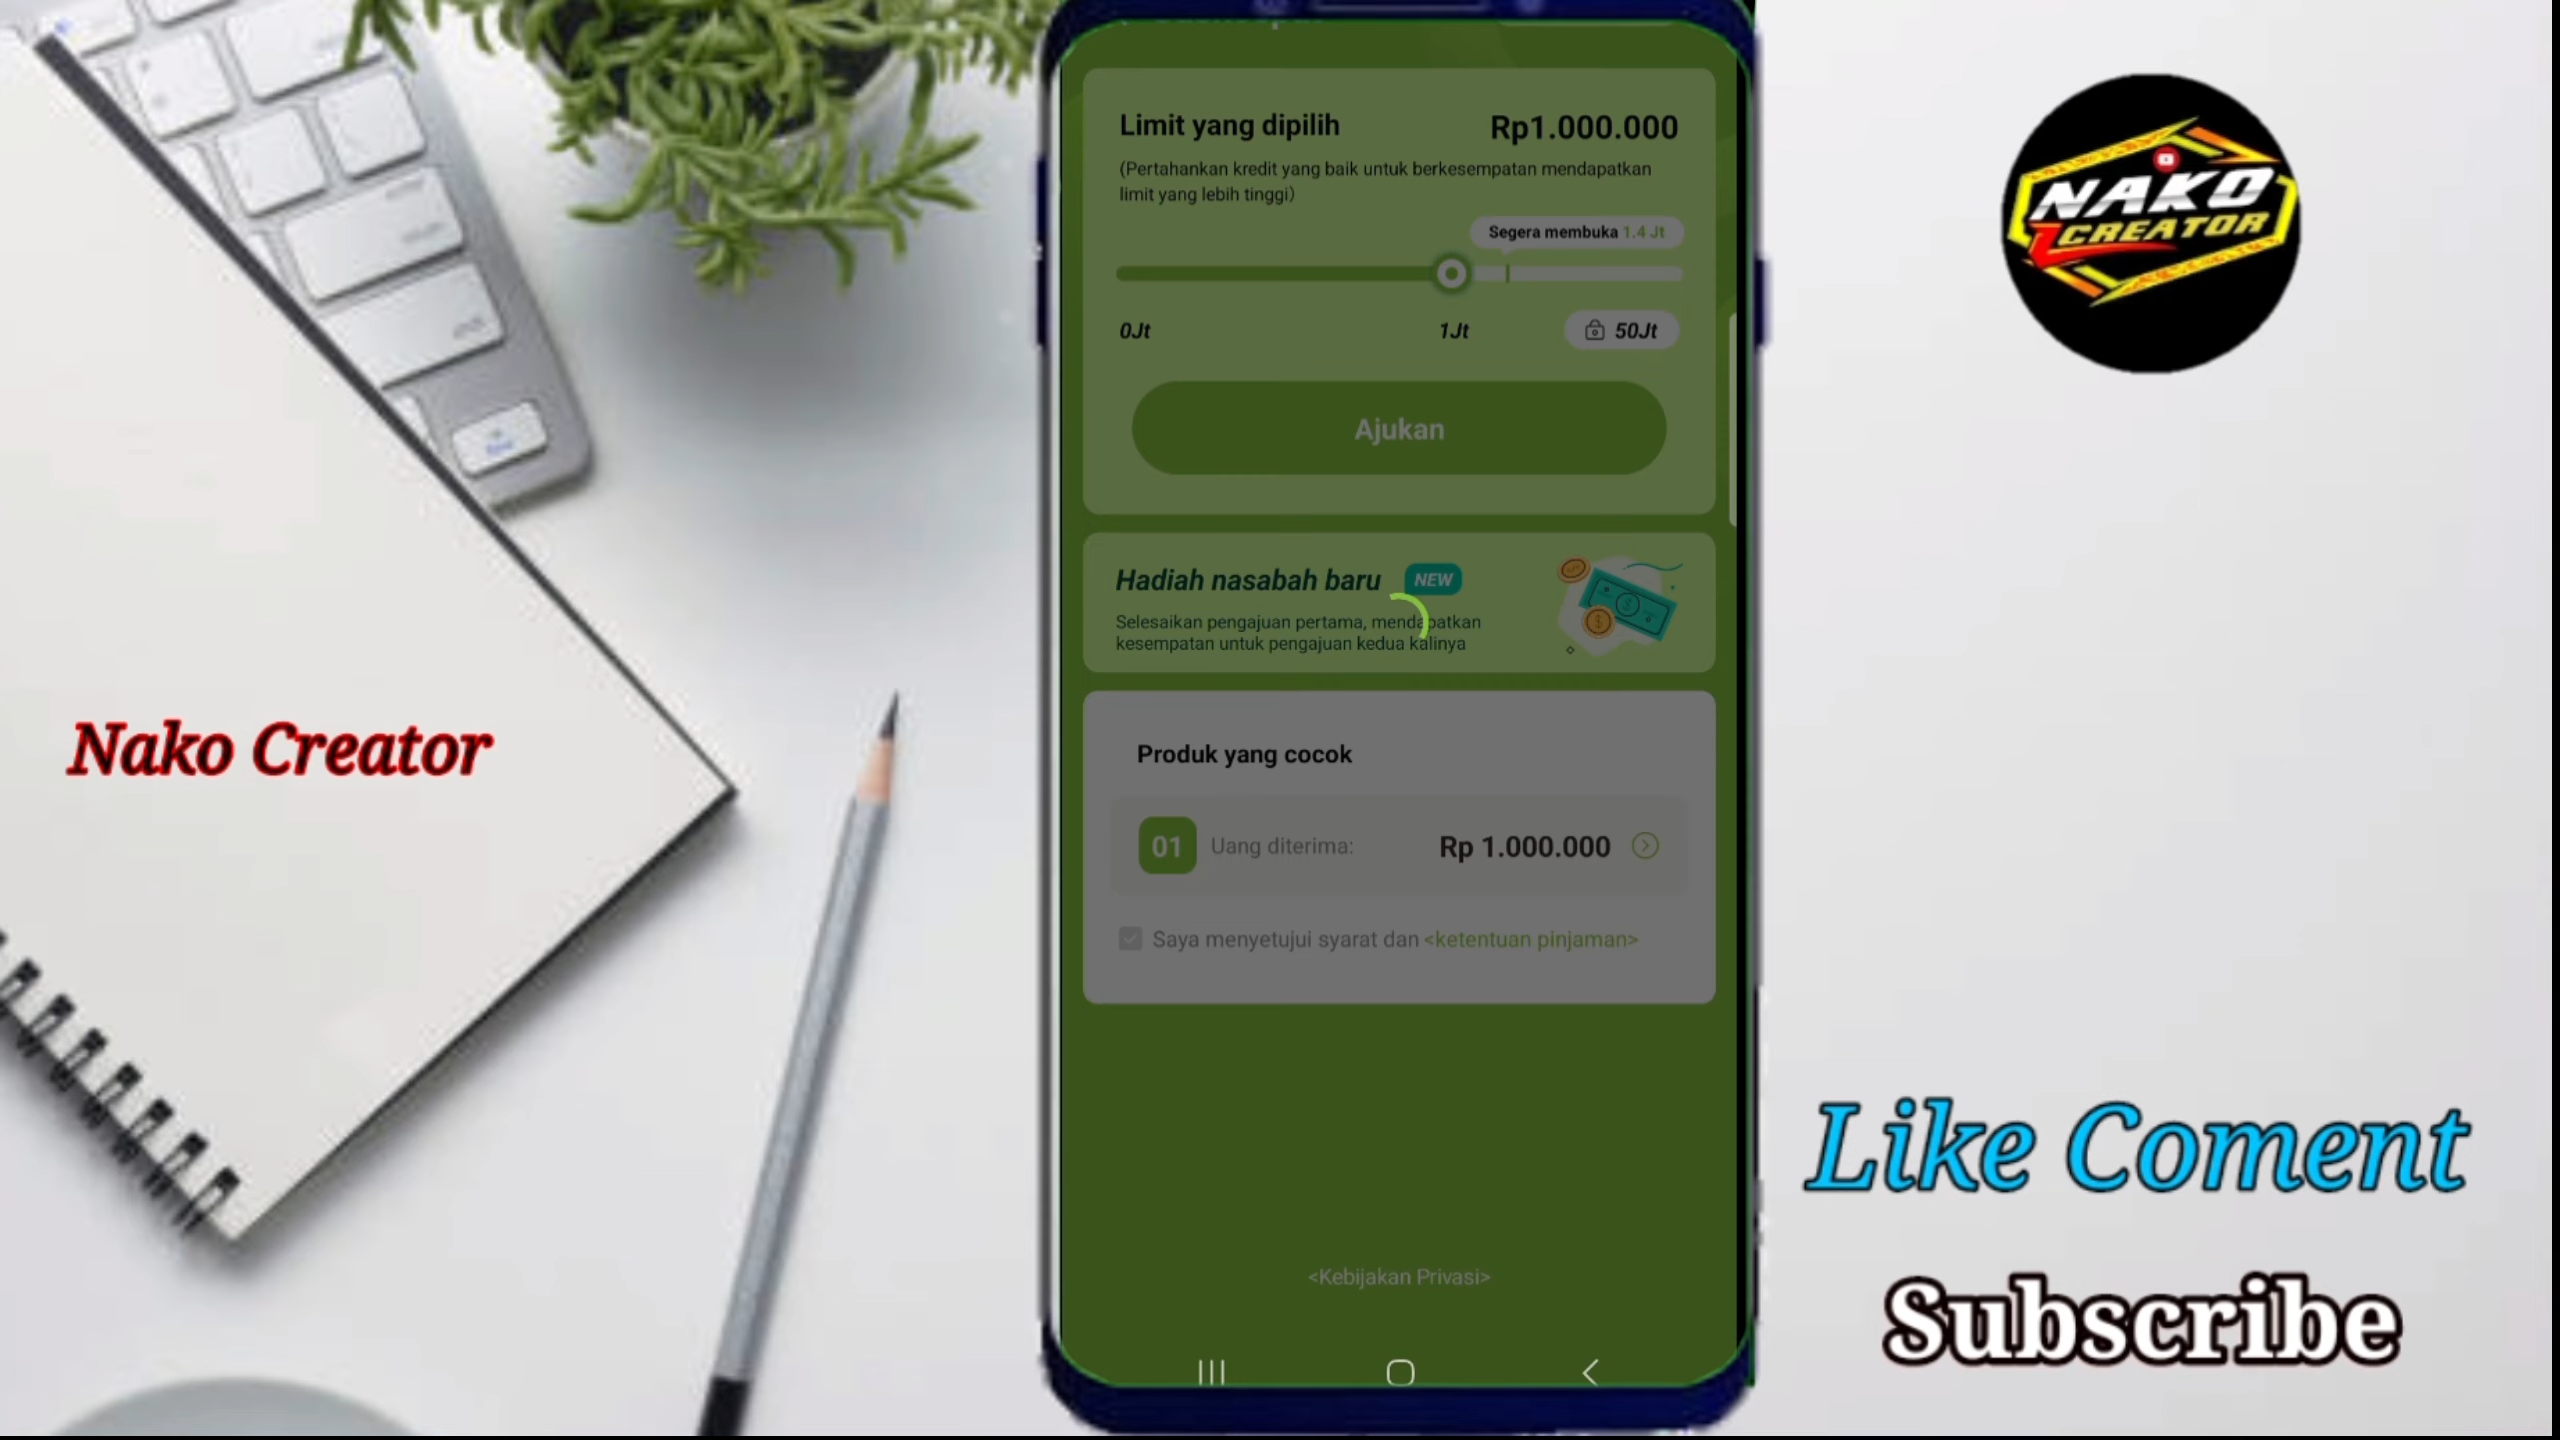 Limit yang dipilih
Rp1.000.000
(Pertahankan kredit yang baik untuk berkesempatan mendapatkan
limit yang lebih tinggi)
Segera membuka 1.4 Jt
0Jt
1Jt
50Jt
Ajukan
Hadiah nasabah baru
NEW
Selesaikan pengajuan pertama, mendapatkan
kesempatan untuk pengajuan kedua kalinya
Produk yang cocok
01
Uang diterima:
Rp 1.000.000
Saya menyetujui syarat dan <ketentuan pinjaman>
<Kebijakan Privasi>
Nako Creator
NAKO
CREATOR
Like Coment
Subscribe